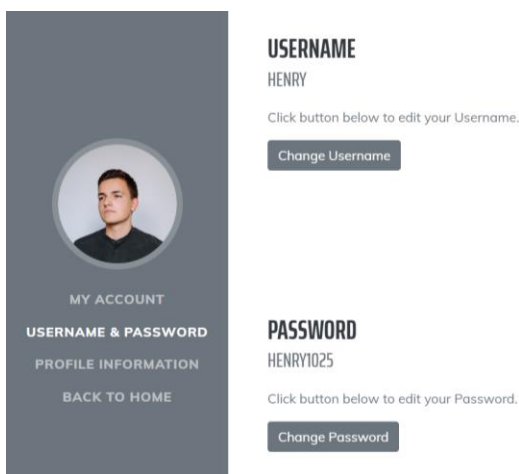 MY ACCOUNT
USERNAME & PASSWORD
PROFILE INFORMATION
BACK TO HOME
USERNAME
HENRY
Click button below to edit your Username.
Change Username
PASSWORD
HENRY1025
Click button below to edit your Password.
Change Password